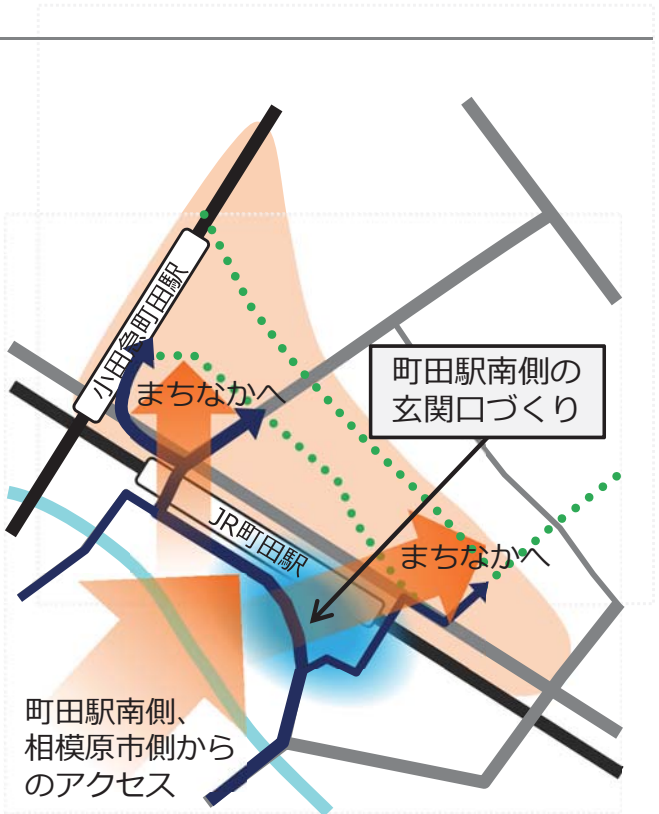 小田急町田駅
まちなかへ
町田駅南側の
玄関口づくり
JR町田駅
まちなかへ
町田駅南側、
相模原市側から
のアクセス